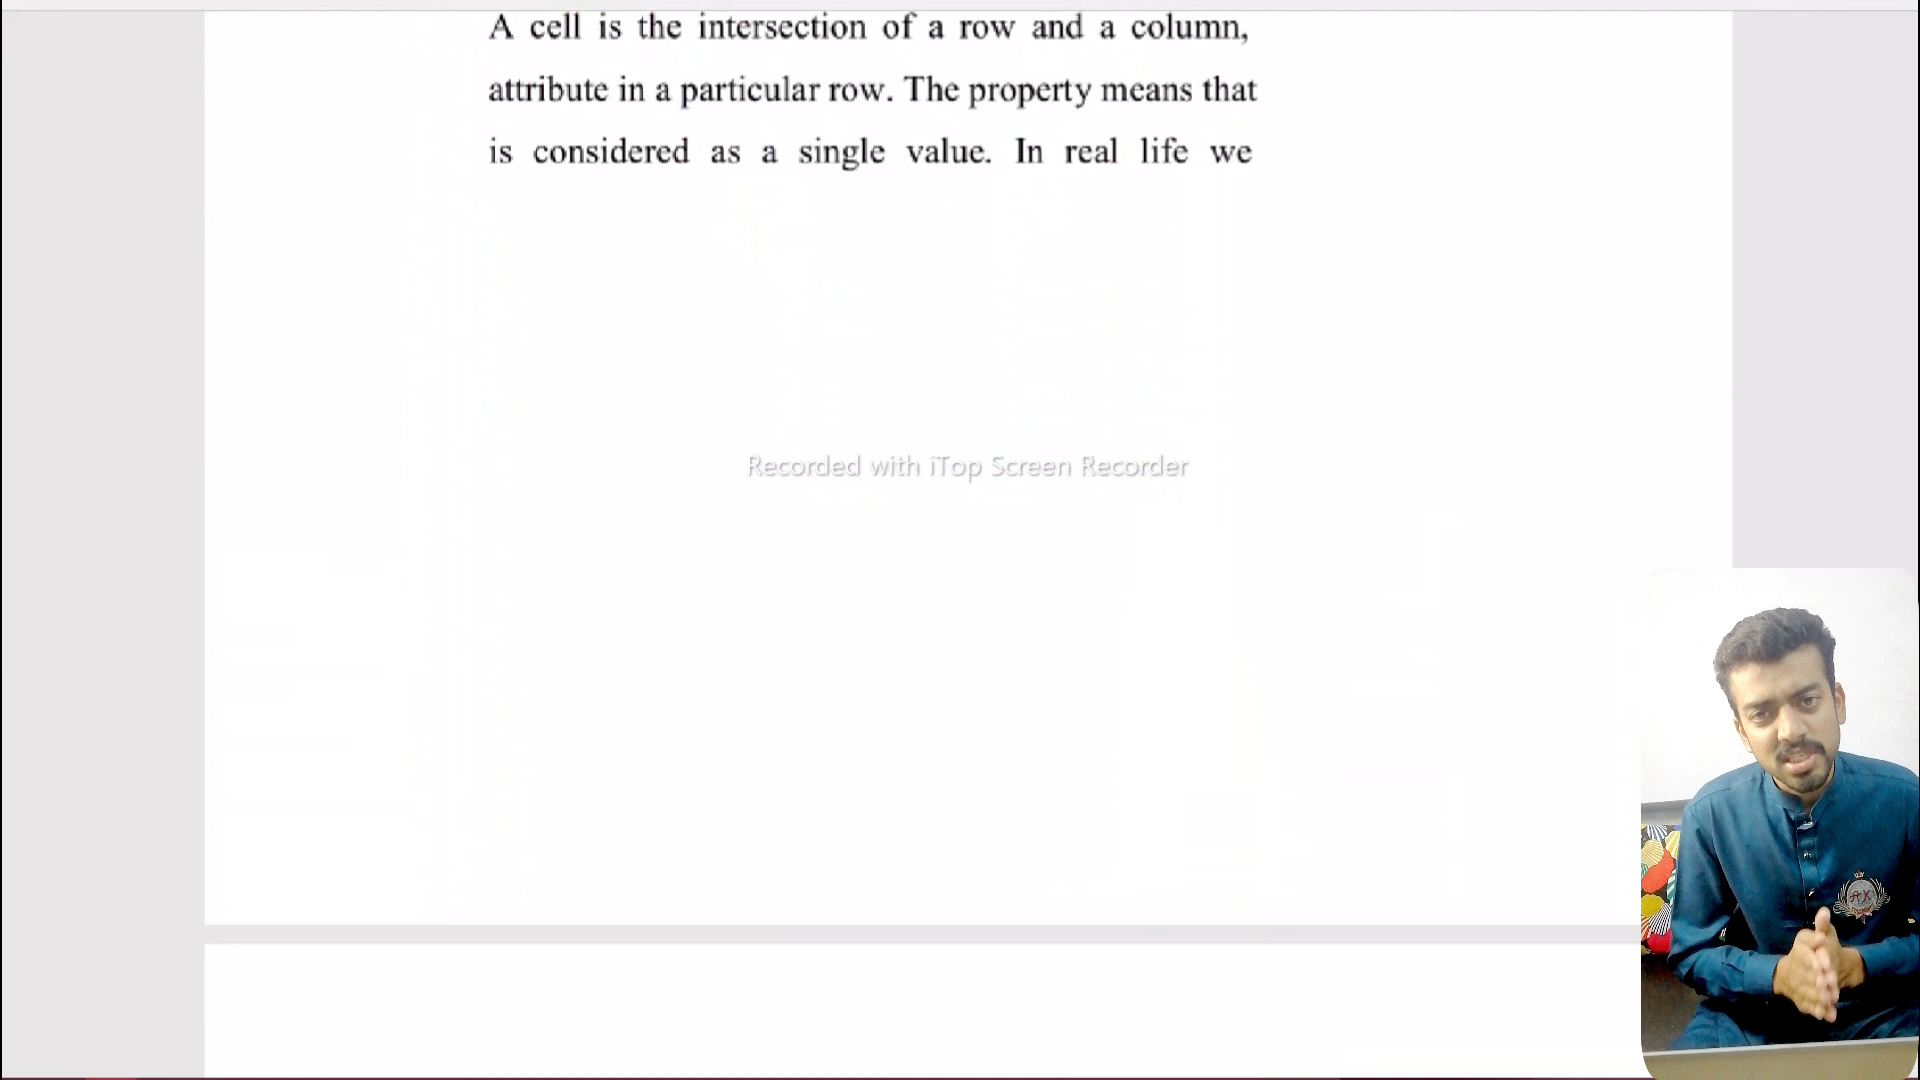 A cell is the intersection of a row and a column,
attribute in a particular row. The property means that
is considered as a single value. In real life we
Recorded with iTop Screen Recorder
AX